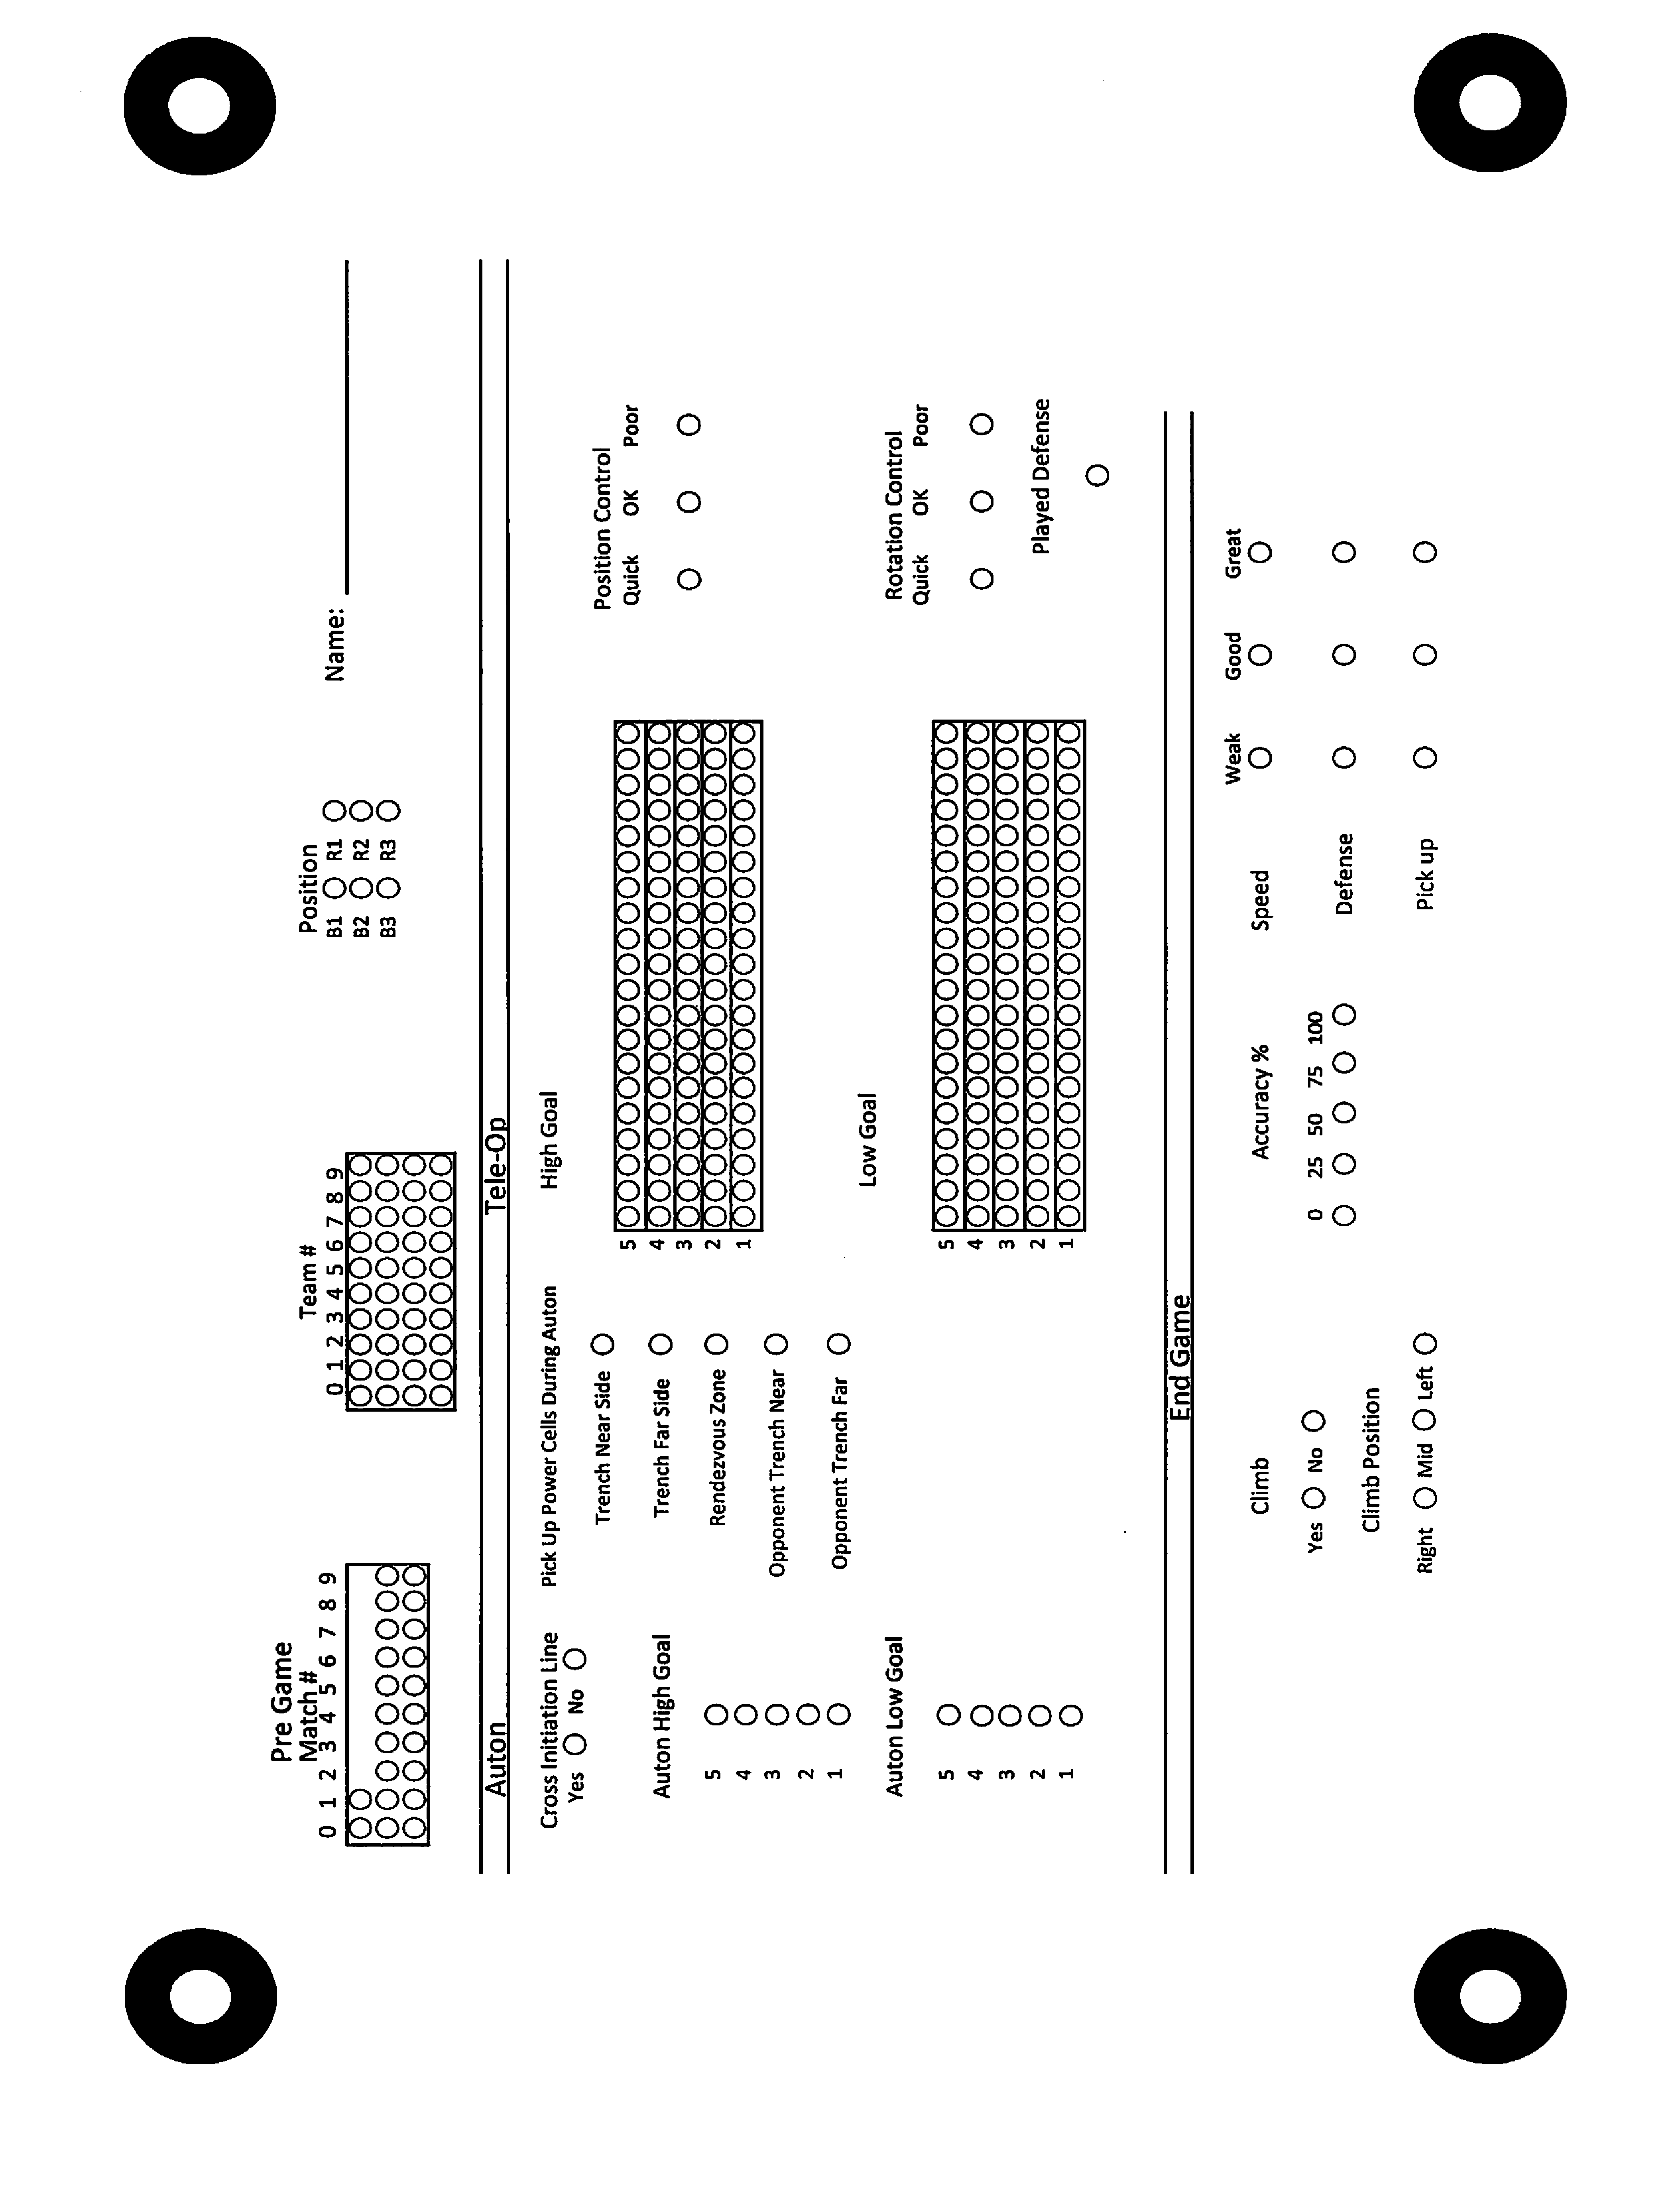 Pre Game
Match #
0 1 2 3 4 5 6 7 8 9
Team #
0 1 2 3 4 5 6 7 8 9
Position
B1 R1
B2 R2
B3 R3
Name:
Auton
Tele-Op
Cross Initiation Line
Yes No
Auton High Goal
5
4
3
2
1
Auton Low Goal
5
4
3
2
1
Pick Up Power Cells During Auton
Trench Near Side
Trench Far Side
Rendezvous Zone
Opponent Trench Near
Opponent Trench Far
High Goal
5
4
3
2
1
Low Goal
5
4
3
2
1
Position Control
Quick OK Poor
Rotation Control
Quick OK Poor
Played Defense
End Game
Climb
Yes No
Climb Position
Right Mid Left
Accuracy %
0 25 50 75 100
Weak Good Great
Speed
Defense
Pick up